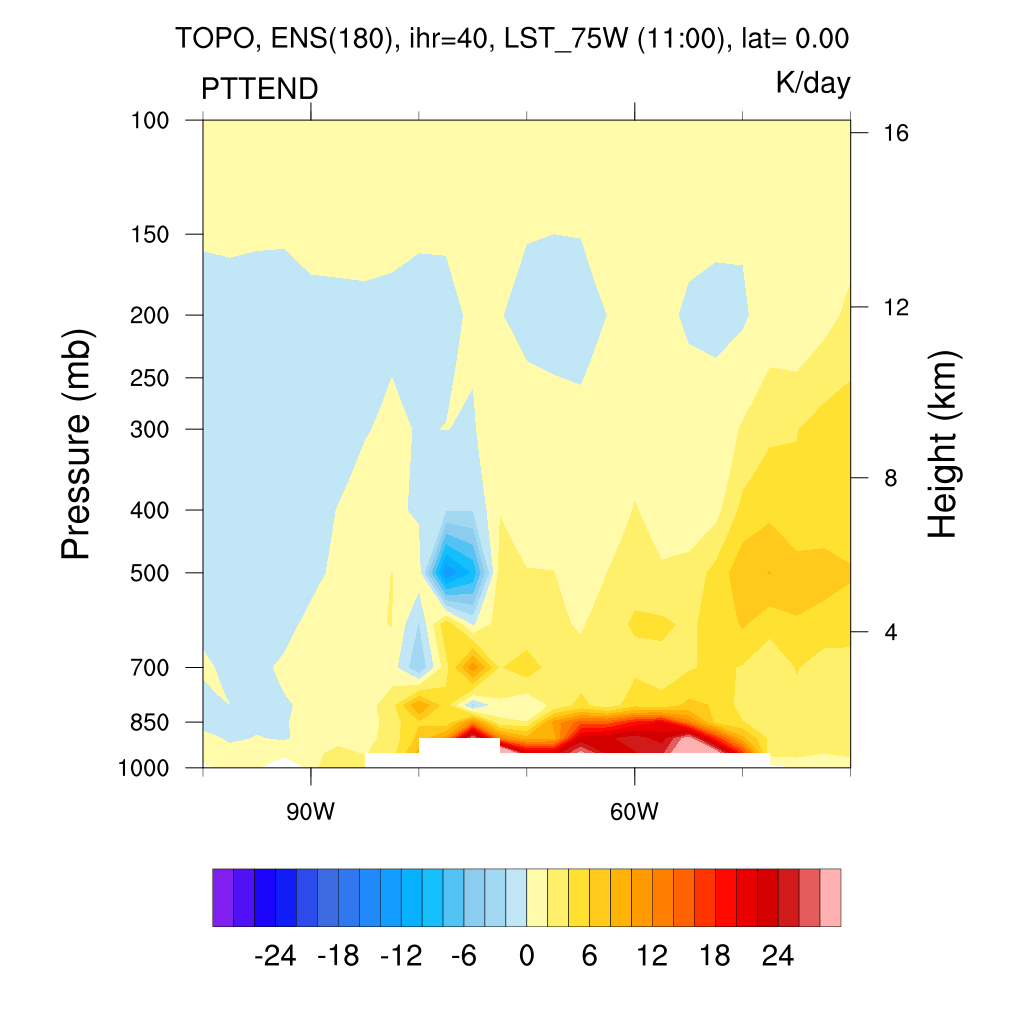 TOPO, ENS(180), ihr=40, LST_75W (11:00), lat= 0.00
PTTEND
K/day
100
150
200
250
300
400
500
700
850
1000
Pressure (mb)
16
12
8
4
Height (km)
90W
60W
-24 -18 -12 -6 0 6 12 18 24